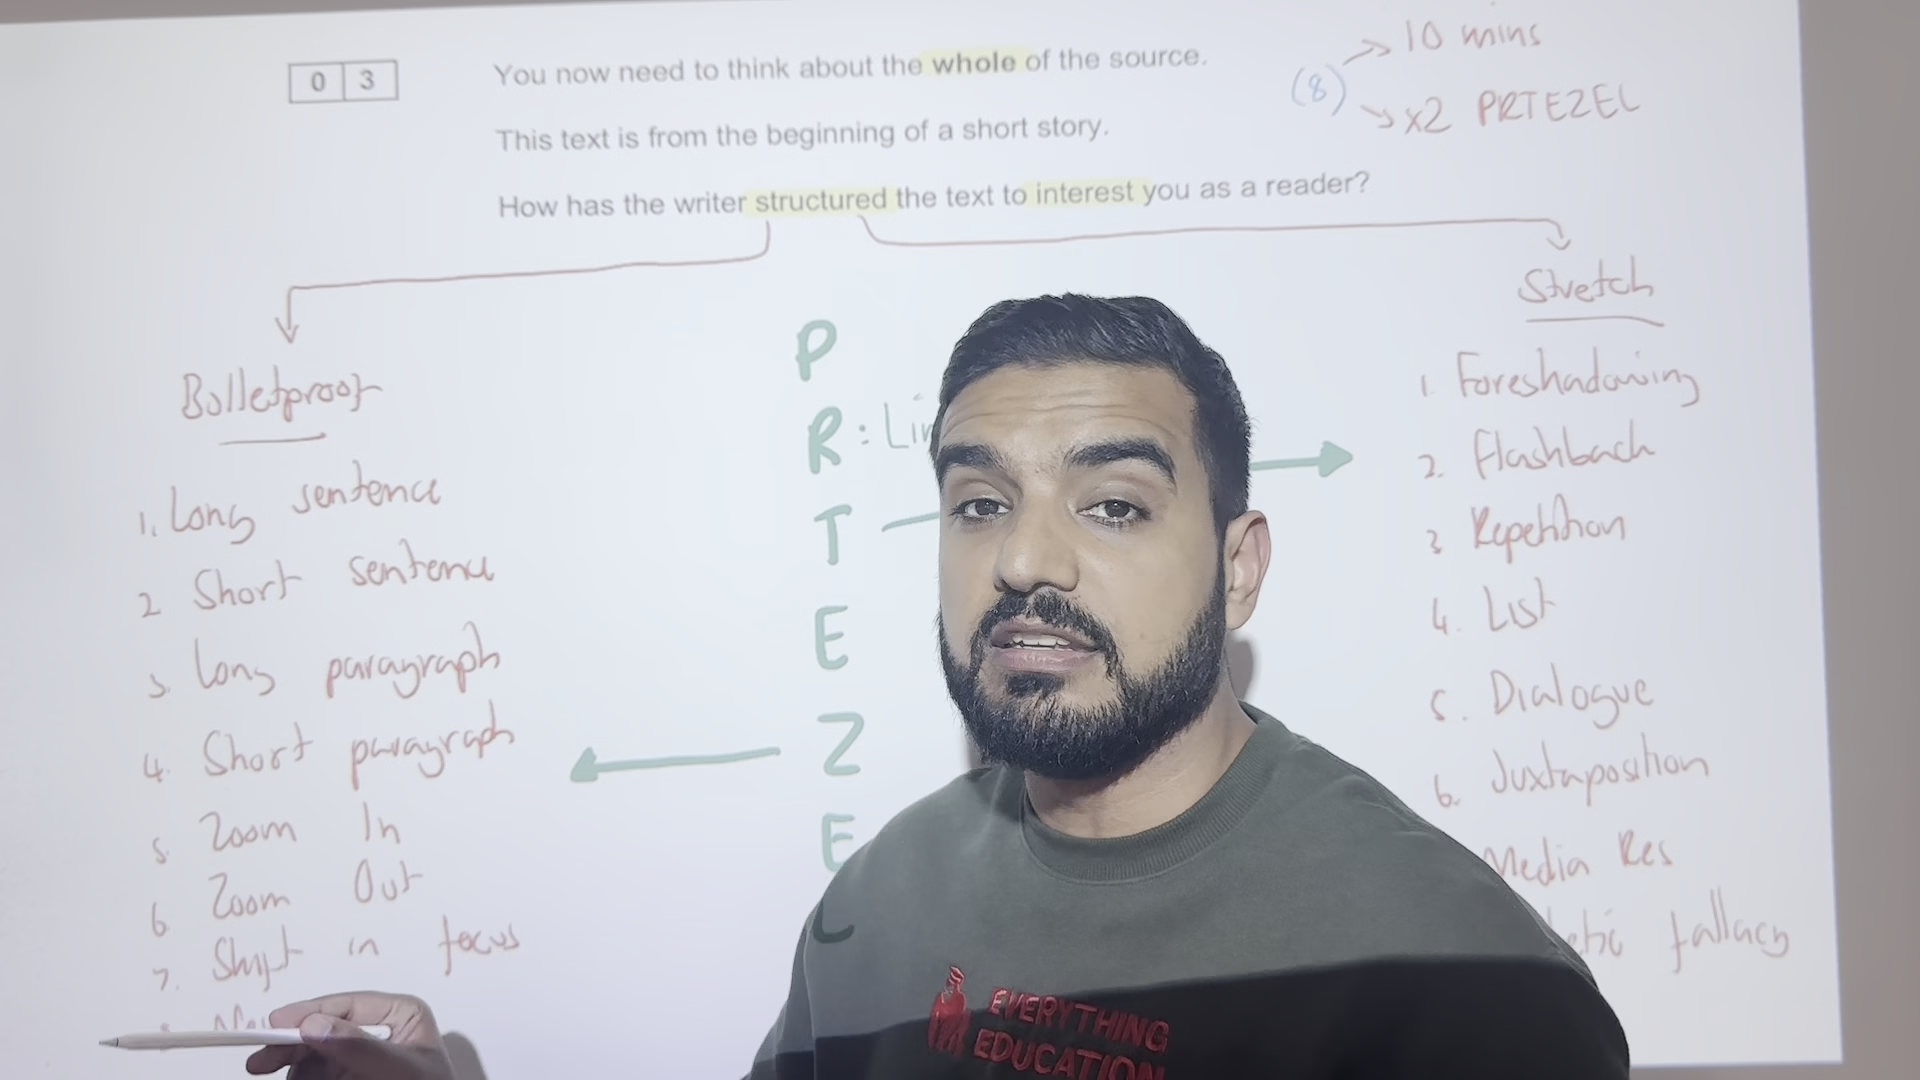 0 3
You now need to think about the whole of the source.
This text is from the beginning of a short story.
How has the writer structured the text to interest you as a reader?
(8)
10 mins
x2 PRTEZEL
Bulletproof
1. Long sentence
2 Short sentence
3. Long paragraph
4. Short paragraph
5. Zoom In
6. Zoom Out
7. Shift in focus
8
P
R: Lin
T
E
Z
E
L
Stretch
1. Foreshadowing
2. Flashback
3 Repetition
4. List
5. Dialogue
6. Juxtaposition
Media Res
etic fallacy
EVERYTHING
EDUCATION